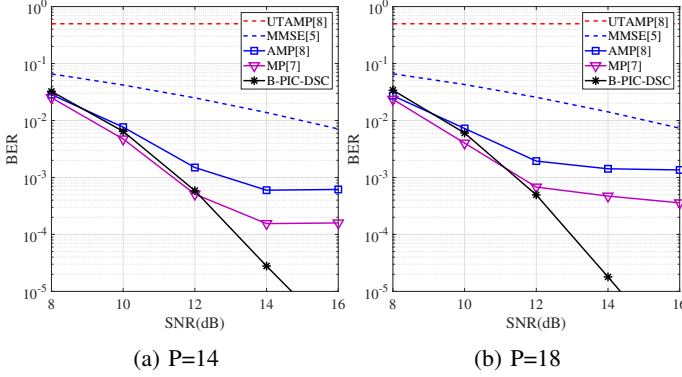 10^0
10^-1
10^-2
10^-3
10^-4
10^-5
BER
8 10 12 14 16
SNR(dB)
UTAMP[8]
MMSE[5]
AMP[8]
MP[7]
B-PIC-DSC
(a) P=14
10^0
10^-1
10^-2
10^-3
10^-4
10^-5
BER
8 10 12 14 16
SNR(dB)
UTAMP[8]
MMSE[5]
AMP[8]
MP[7]
B-PIC-DSC
(b) P=18